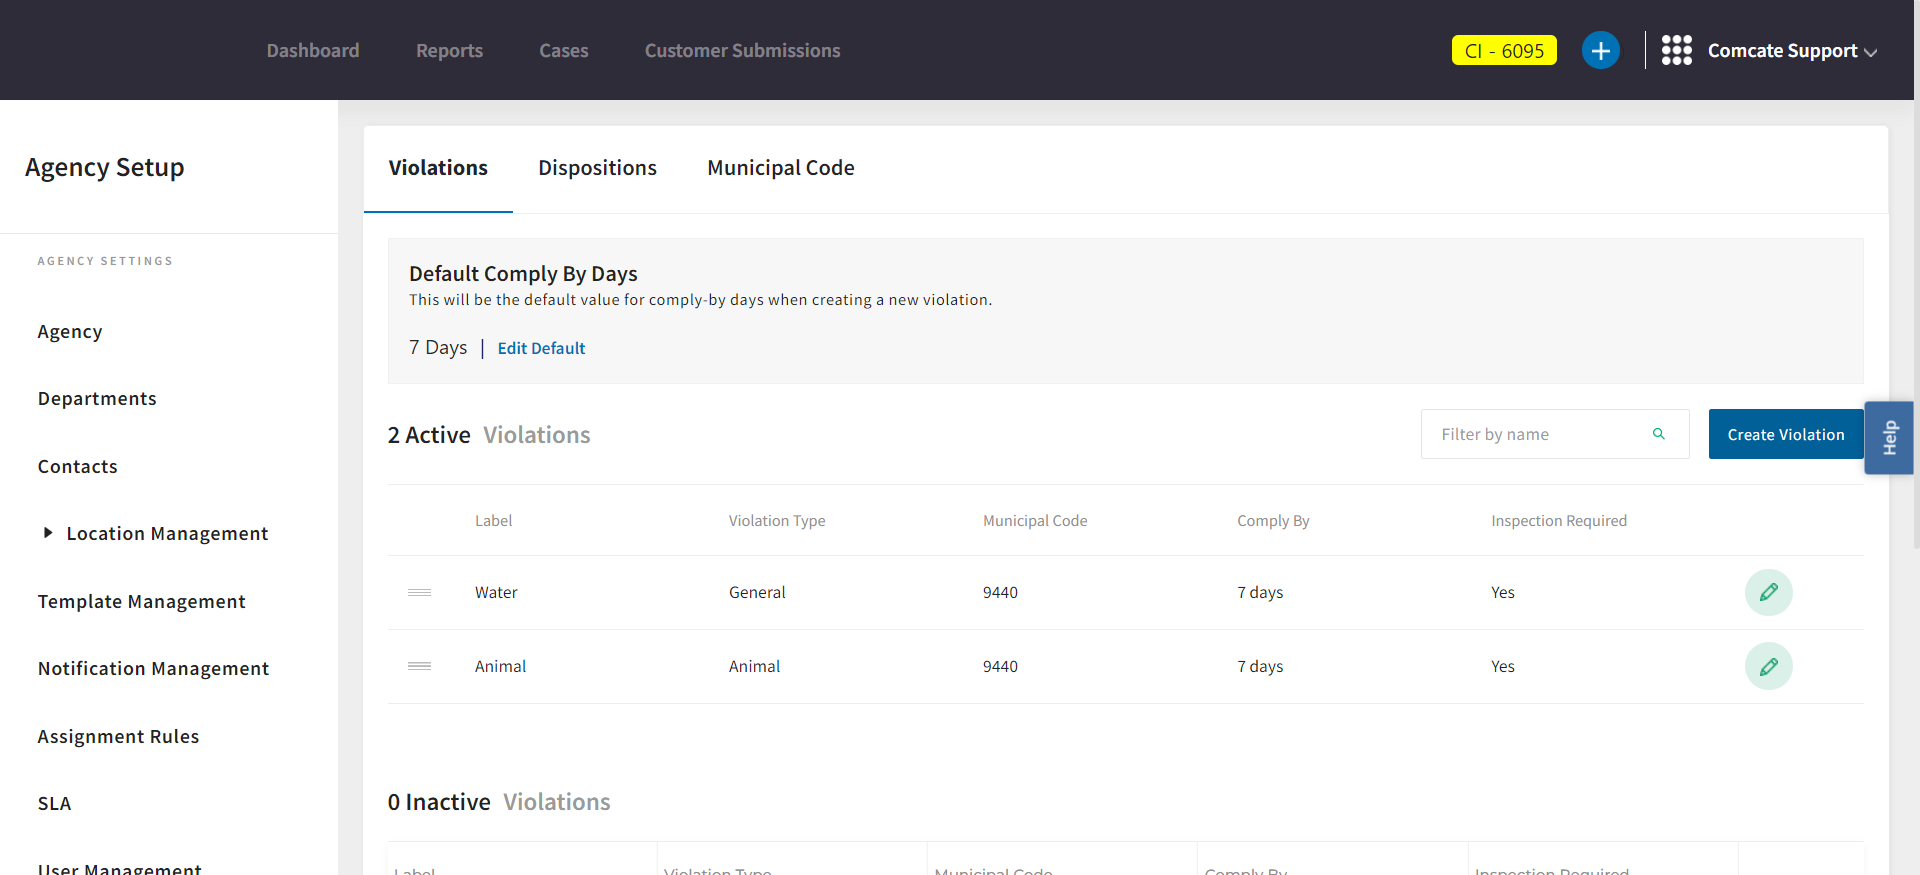 Dashboard Reports Cases Customer Submissions CI - 6095 Comcate Support
Agency Setup
AGENCY SETTINGS
Agency
Departments
Contacts
Location Management
Template Management
Notification Management
Assignment Rules
SLA
User Management
Violations Dispositions Municipal Code
Default Comply By Days
This will be the default value for comply-by days when creating a new violation.
7 Days | Edit Default
2 Active Violations
Filter by name
Create Violation
Help
Label Violation Type Municipal Code Comply By Inspection Required
Water General 9440 7 days Yes
Animal Animal 9440 7 days Yes
0 Inactive Violations
Label Violation Type Municipal Code Comply By Inspection Required